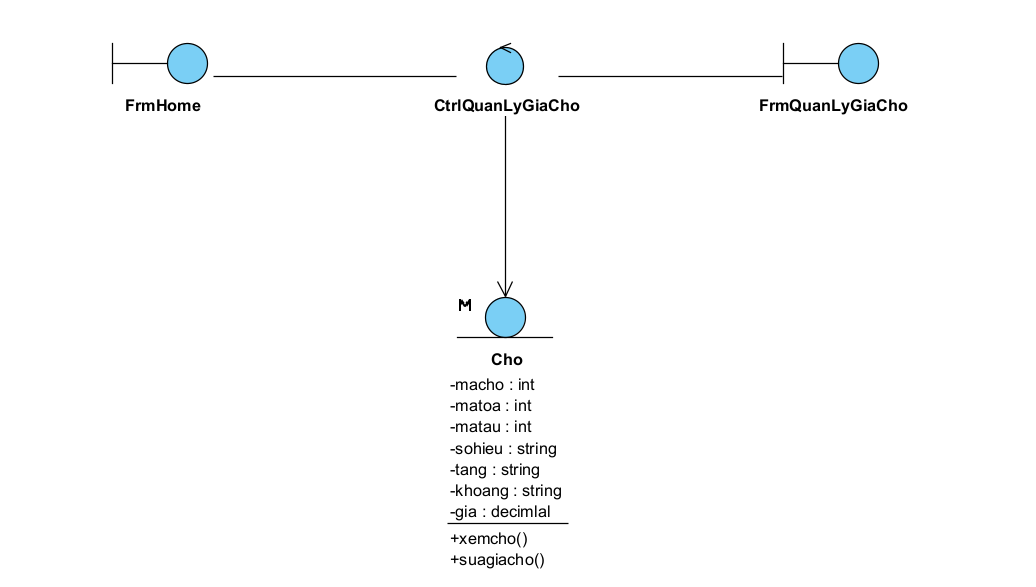 FrmHome
CtrlQuanLyGiaCho
FrmQuanLyGiaCho
M
Cho
-macho : int
-matoa : int
-matau : int
-sohieu : string
-tang : string
-khoang : string
-gia : decimlal
+xemcho()
+suagiacho()